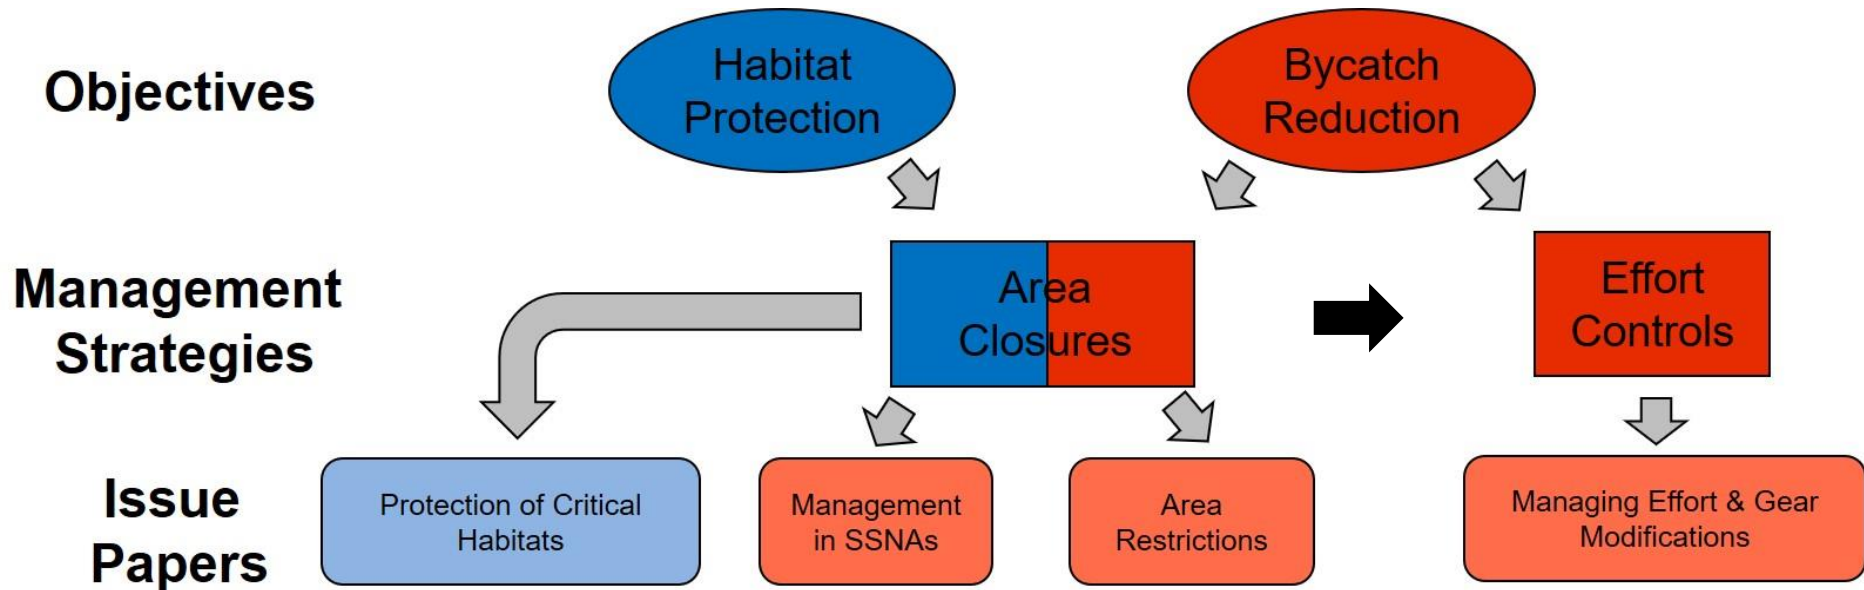 Objectives
Habitat
Protection
Bycatch
Reduction
Management
Strategies
Area
Closures
Effort
Controls
Issue
Papers
Protection of Critical
Habitats
Management
in SSNAs
Area
Restrictions
Managing Effort & Gear
Modifications